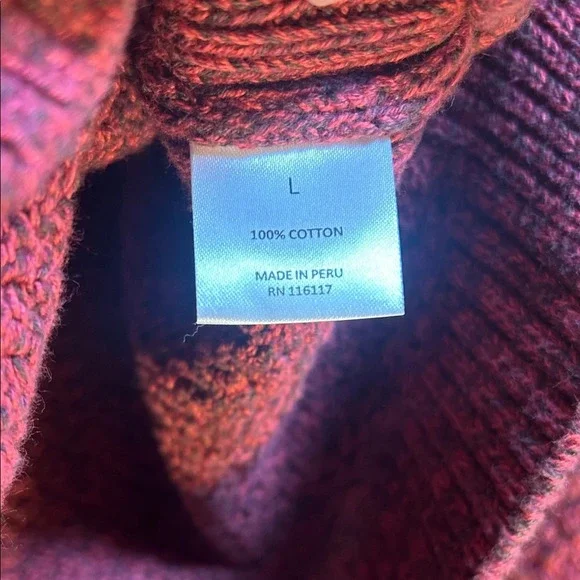 L
100% COTTON
MADE IN PERU
RN 116117